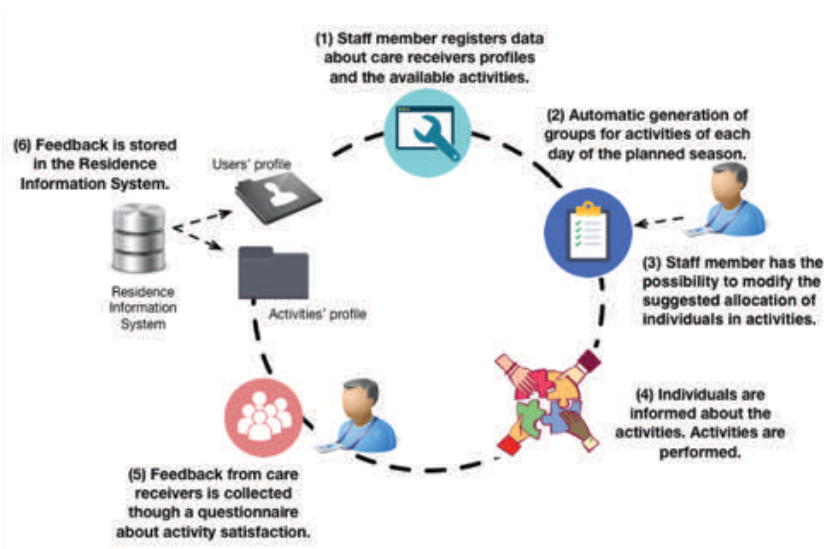 (1) Staff member registers data
about care receivers profiles
and the available activities.
(2) Automatic generation of
groups for activities of each
day of the planned season.
(3) Staff member has the
possibility to modify the
suggested allocation of
individuals in activities.
(4) Individuals are
informed about the
activities. Activities are
performed.
(5) Feedback from care
receivers is collected
though a questionnaire
about activity satisfaction.
(6) Feedback is stored
in the Residence
Information System.
Users' profile
Residence
Information
System
Activities' profile